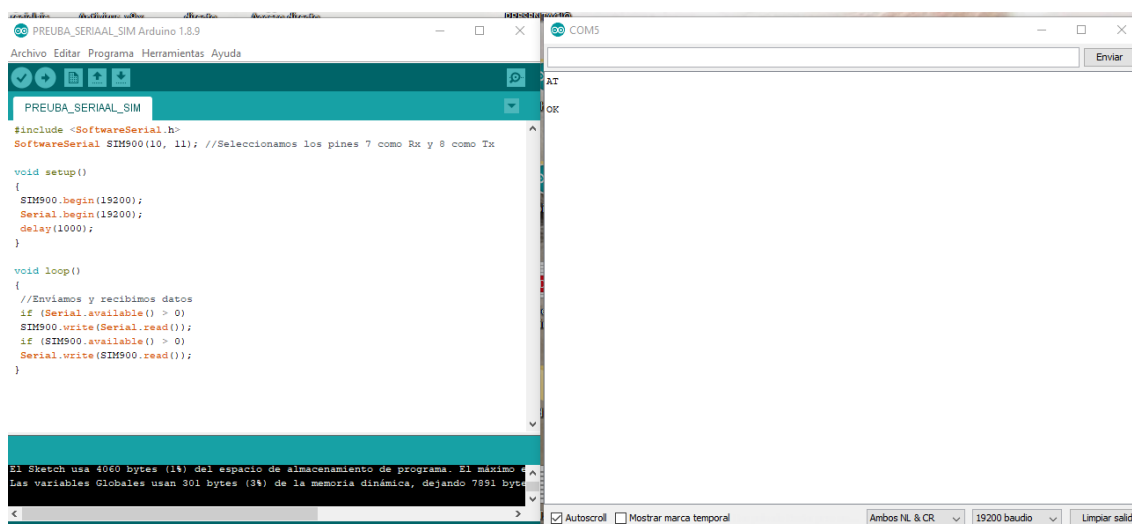 PREUBA_SERIAAL_SIM Arduino 1.8.9
Archivo Editar Programa Herramientas Ayuda
PREUBA_SERIAAL_SIM
#include <SoftwareSerial.h>
SoftwareSerial SIM900(10, 11); //Seleccionamos los pines 7 como Rx y 8 como Tx
void setup()
{
SIM900.begin(19200);
Serial.begin(19200);
delay(1000);
}
void loop()
{
//Envíamos y recibimos datos
if (Serial.available() > 0)
SIM900.write(Serial.read());
if (SIM900.available() > 0)
Serial.write(SIM900.read());
}
El Sketch usa 4060 bytes (1%) del espacio de almacenamiento de programa. El máximo
Las variables Globales usan 301 bytes (3%) de la memoria dinámica, dejando 7891 byte
COM5
Enviar
AT
OK
Autoscroll Mostrar marca temporal
Ambos NL & CR
19200 baudio
Limpiar salid